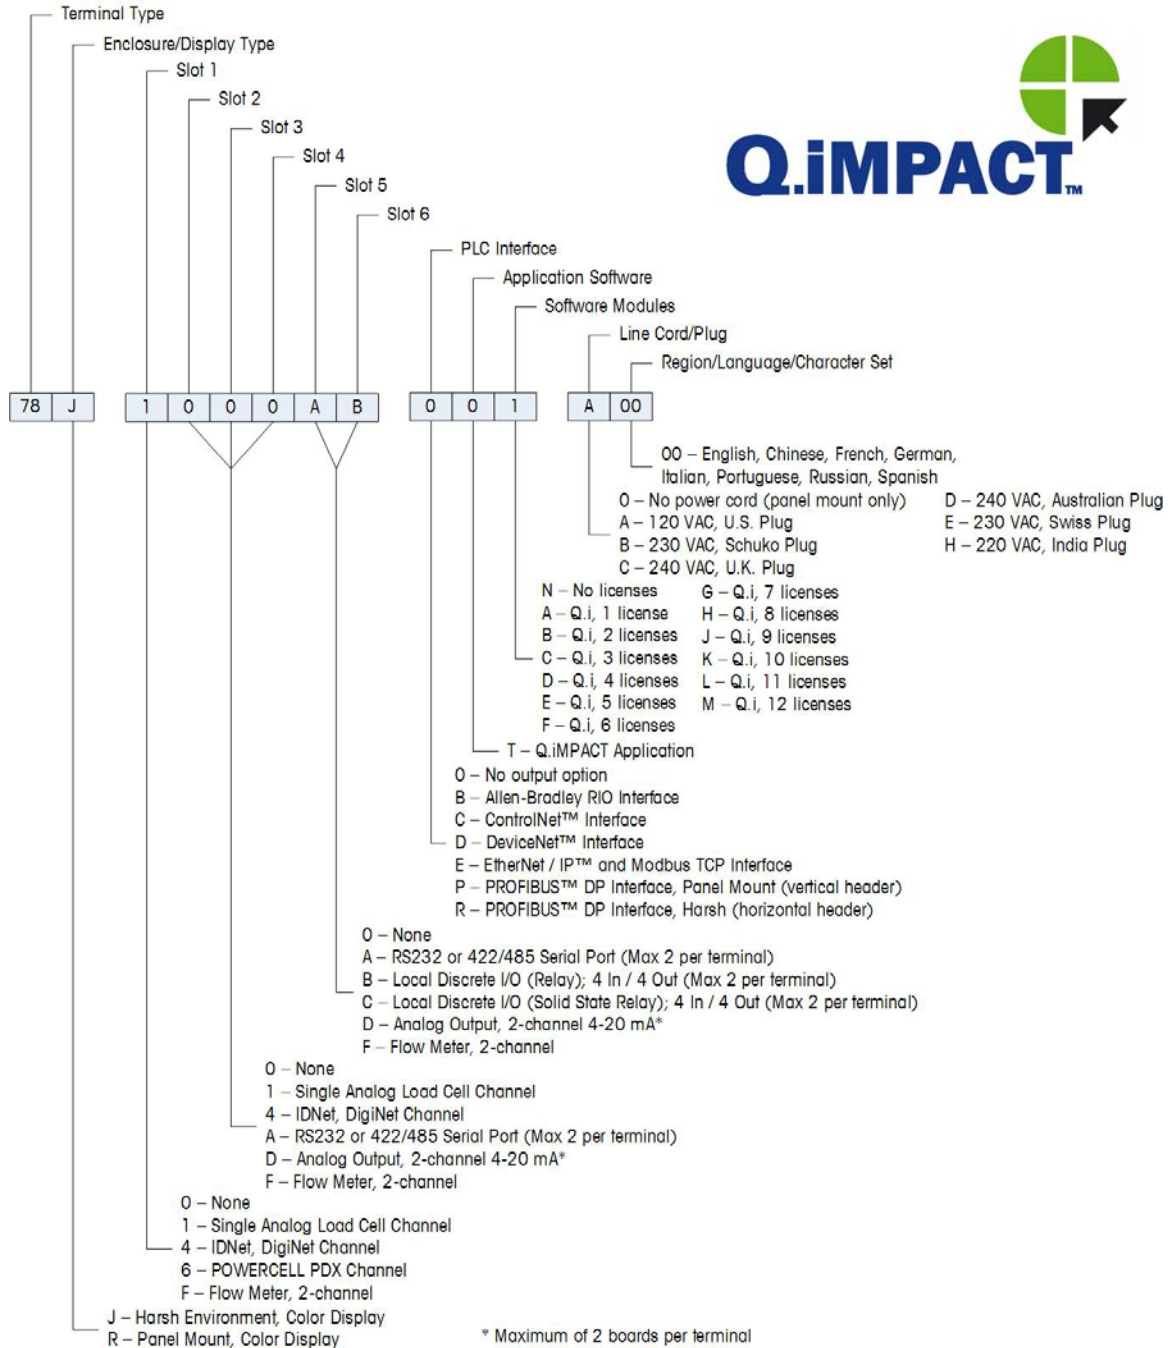 Terminal Type
Enclosure/Display Type
Slot 1
Slot 2
Slot 3
Slot 4
Slot 5
Slot 6
Q.iMPACT™
PLC Interface
Application Software
Software Modules
Line Cord/Plug
Region/Language/Character Set
78 J 1 0 0 0 A B 0 0 1 A 00
00 – English, Chinese, French, German,
Italian, Portuguese, Russian, Spanish
0 – No power cord (panel mount only)
A – 120 VAC, U.S. Plug
B – 230 VAC, Schuko Plug
C – 240 VAC, U.K. Plug
D – 240 VAC, Australian Plug
E – 230 VAC, Swiss Plug
H – 220 VAC, India Plug
N – No licenses
A – Q.i, 1 license
B – Q.i, 2 licenses
C – Q.i, 3 licenses
D – Q.i, 4 licenses
E – Q.i, 5 licenses
F – Q.i, 6 licenses
G – Q.i, 7 licenses
H – Q.i, 8 licenses
J – Q.i, 9 licenses
K – Q.i, 10 licenses
L – Q.i, 11 licenses
M – Q.i, 12 licenses
T – Q.iMPACT Application
0 – No output option
B – Allen-Bradley RIO Interface
C – ControlNet™ Interface
D – DeviceNet™ Interface
E – EtherNet / IP™ and Modbus TCP Interface
P – PROFIBUS™ DP Interface, Panel Mount (vertical header)
R – PROFIBUS™ DP Interface, Harsh (horizontal header)
0 – None
A – RS232 or 422/485 Serial Port (Max 2 per terminal)
B – Local Discrete I/O (Relay); 4 In / 4 Out (Max 2 per terminal)
C – Local Discrete I/O (Solid State Relay); 4 In / 4 Out (Max 2 per terminal)
D – Analog Output, 2-channel 4-20 mA*
F – Flow Meter, 2-channel
0 – None
1 – Single Analog Load Cell Channel
4 – IDNet, DigiNet Channel
A – RS232 or 422/485 Serial Port (Max 2 per terminal)
D – Analog Output, 2-channel 4-20 mA*
F – Flow Meter, 2-channel
0 – None
1 – Single Analog Load Cell Channel
4 – IDNet, DigiNet Channel
6 – POWERCELL PDX Channel
F – Flow Meter, 2-channel
J – Harsh Environment, Color Display
R – Panel Mount, Color Display
* Maximum of 2 boards per terminal